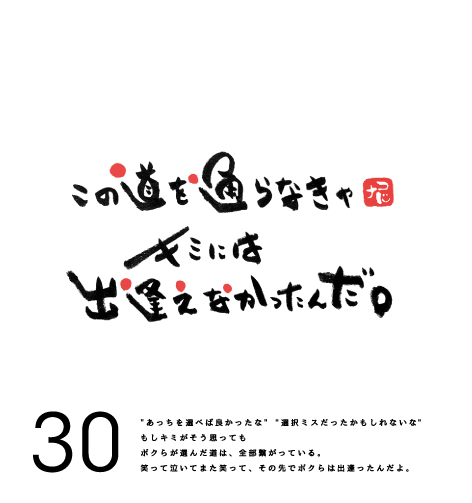 この道を通らなきゃ
キミには
出逢えなかったんだ。
30
"あっちを選べば良かったな" "選択ミスだったかもしれないな"
もしキミがそう思っても
ボクらが選んだ道は、全部繋がっている。
笑って泣いてまた笑って、その先でボクらは出逢ったんだよ。